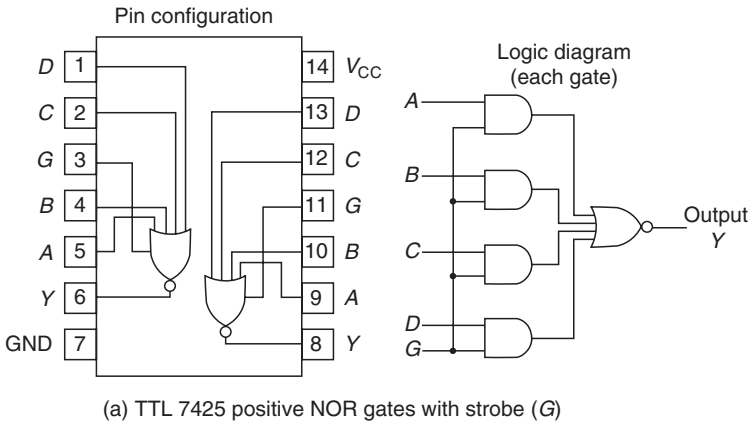 Pin configuration
D 1
C 2
G 3
B 4
A 5
Y 6
GND 7
14 VCC
13 D
12 C
11 G
10 B
9 A
8 Y
Logic diagram
(each gate)
A
B
C
D
G
Output
Y
(a) TTL 7425 positive NOR gates with strobe (G)